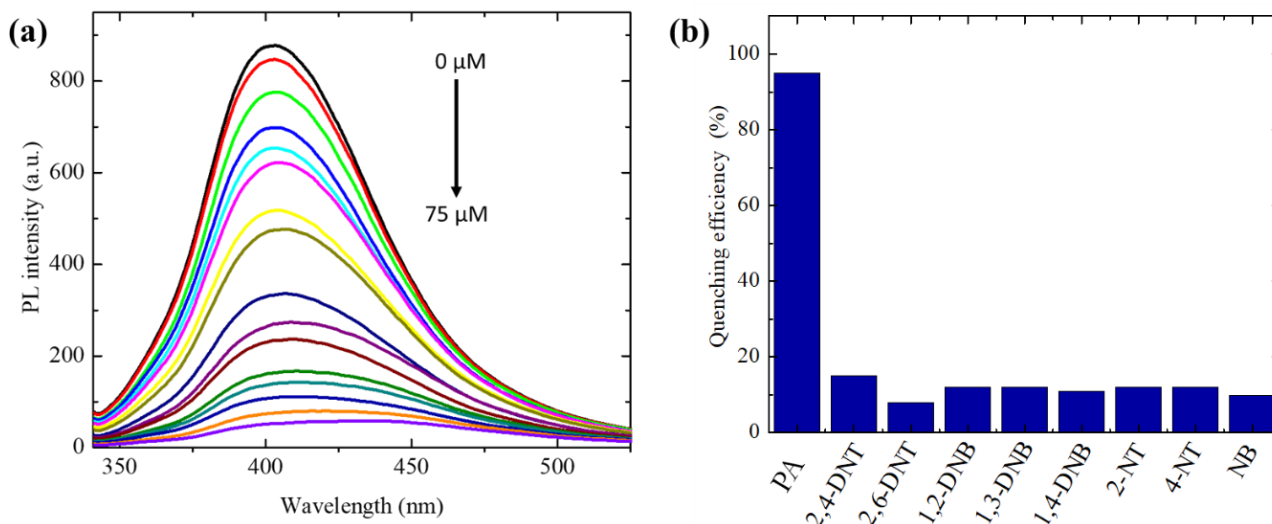 (a)
PL intensity (a.u.)
800
600
400
200
0
0 μM
75 μM
350 400 450 500
Wavelength (nm)
(b)
Quenching efficiency (%)
100
80
60
40
20
0
PA
2,4-DNT
2,6-DNT
1,2-DNB
1,3-DNB
1,4-DNB
2-NT
4-NT
NB